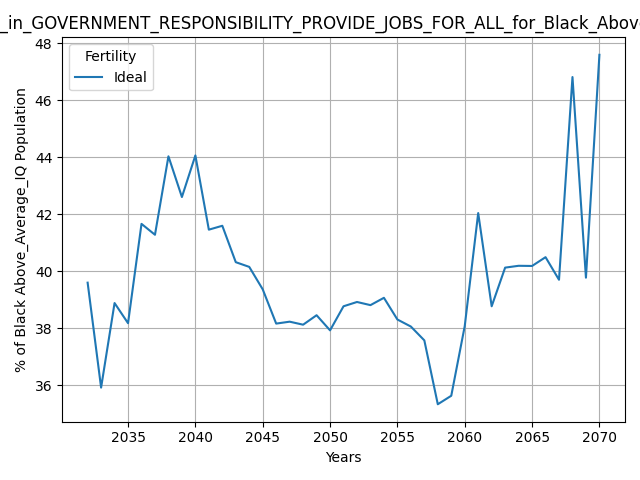 _in_GOVERNMENT_RESPONSIBILITY_PROVIDE_JOBS_FOR_ALL_for_Black_Above
Fertility
Ideal
% of Black Above_Average_IQ Population
48
46
44
42
40
38
36
2035 2040 2045 2050 2055 2060 2065 2070
Years